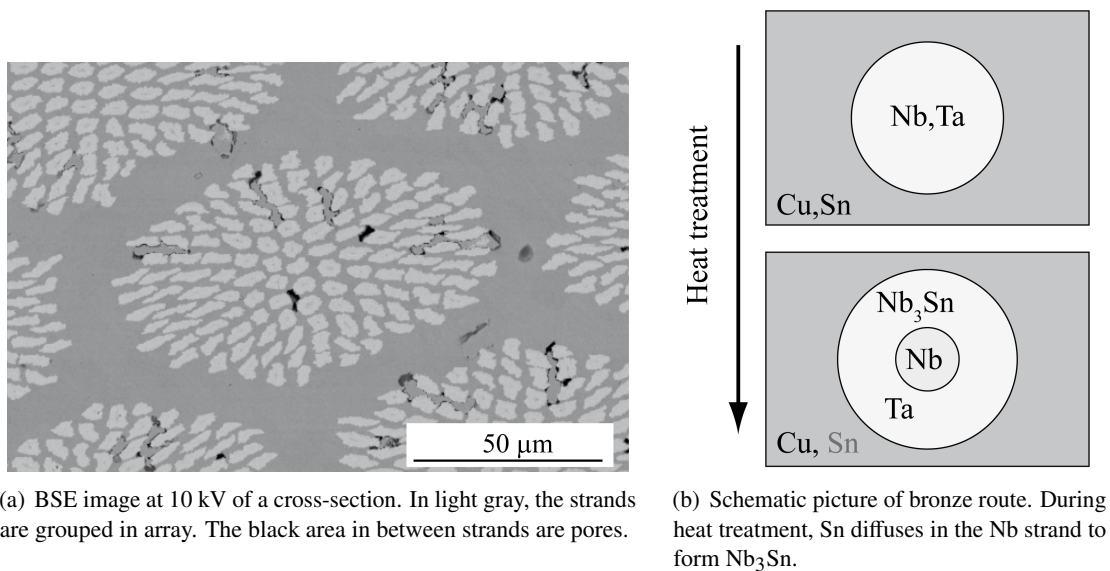 50 μm
Heat treatment
Nb,Ta
Cu,Sn
Nb₃Sn
Nb
Ta
Cu, Sn
(a) BSE image at 10 kV of a cross-section. In light gray, the strands
are grouped in array. The black area in between strands are pores.
(b) Schematic picture of bronze route. During
heat treatment, Sn diffuses in the Nb strand to
form Nb₃Sn.